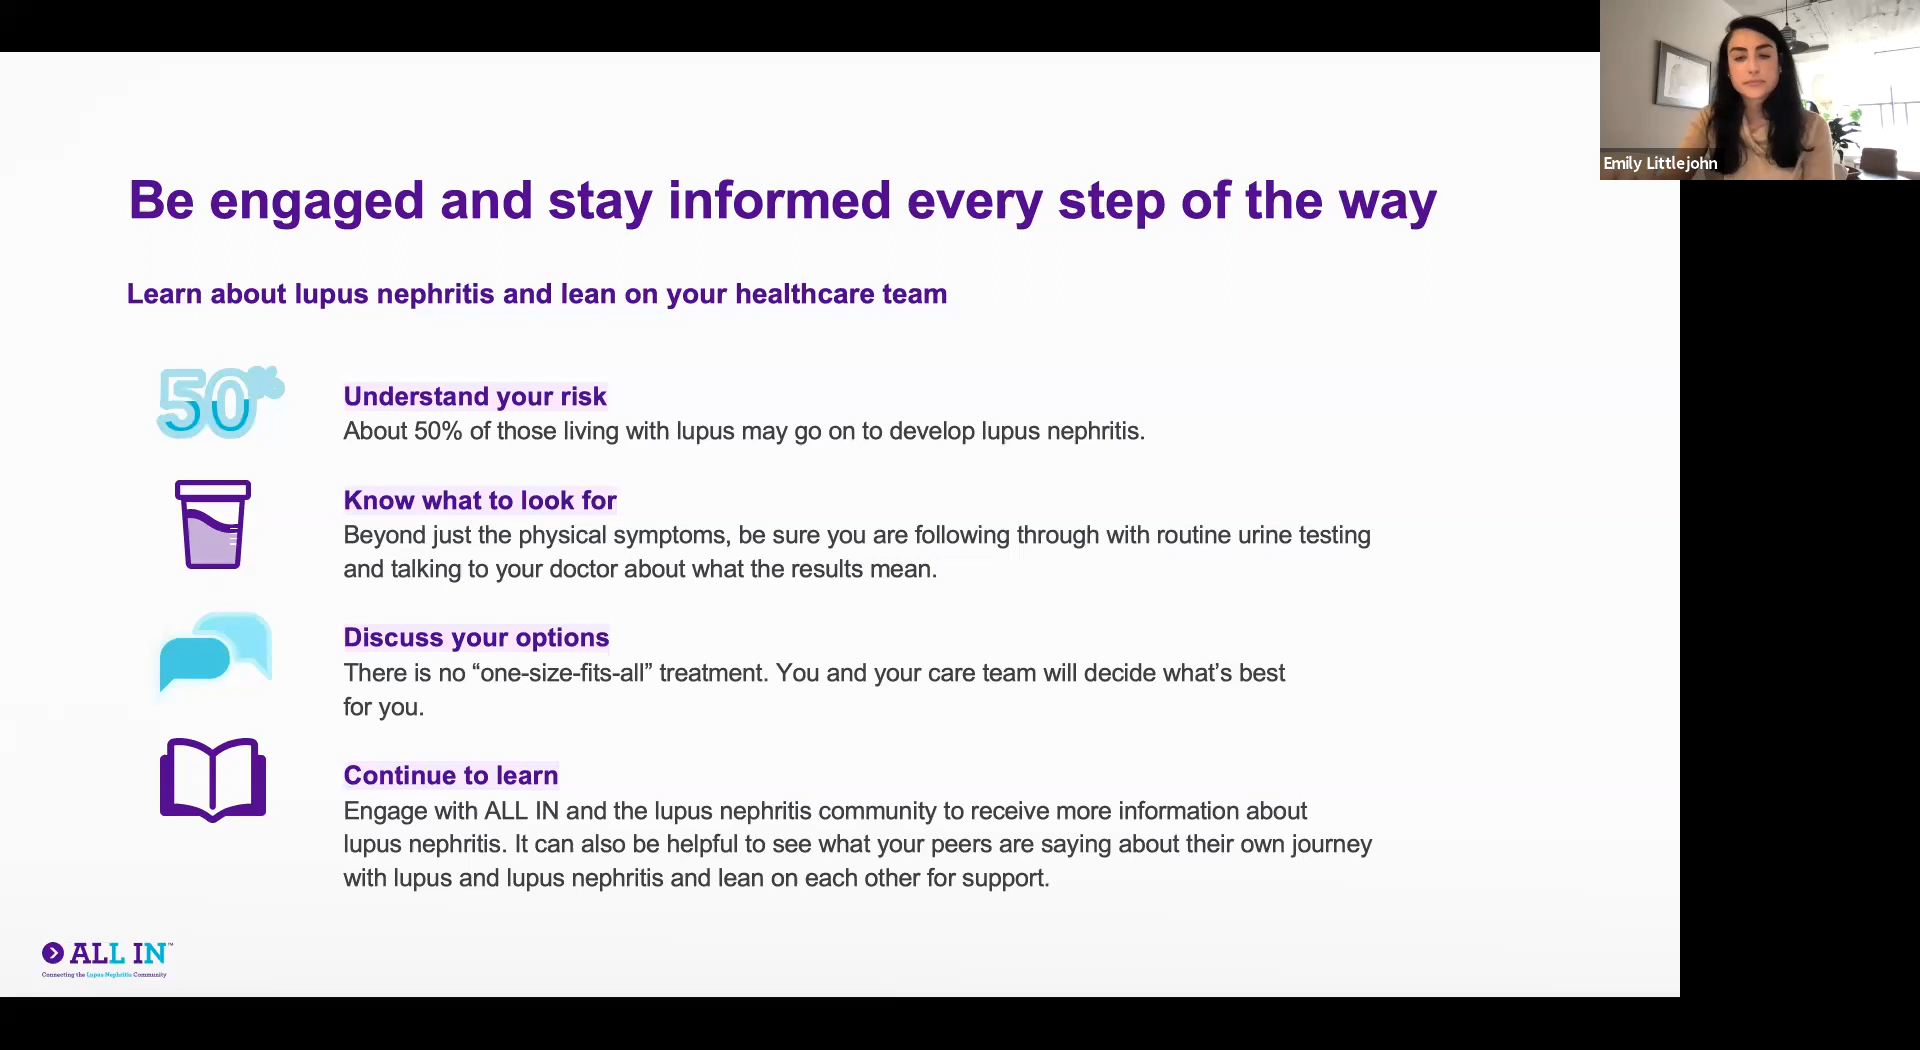 Emily Littlejohn
Be engaged and stay informed every step of the way
Learn about lupus nephritis and lean on your healthcare team
50%
Understand your risk
About 50% of those living with lupus may go on to develop lupus nephritis.
Know what to look for
Beyond just the physical symptoms, be sure you are following through with routine urine testing
and talking to your doctor about what the results mean.
Discuss your options
There is no “one-size-fits-all” treatment. You and your care team will decide what’s best
for you.
Continue to learn
Engage with ALL IN and the lupus nephritis community to receive more information about
lupus nephritis. It can also be helpful to see what your peers are saying about their own journey
with lupus and lupus nephritis and lean on each other for support.
ALL IN™
Connecting the Lupus Nephritis Community